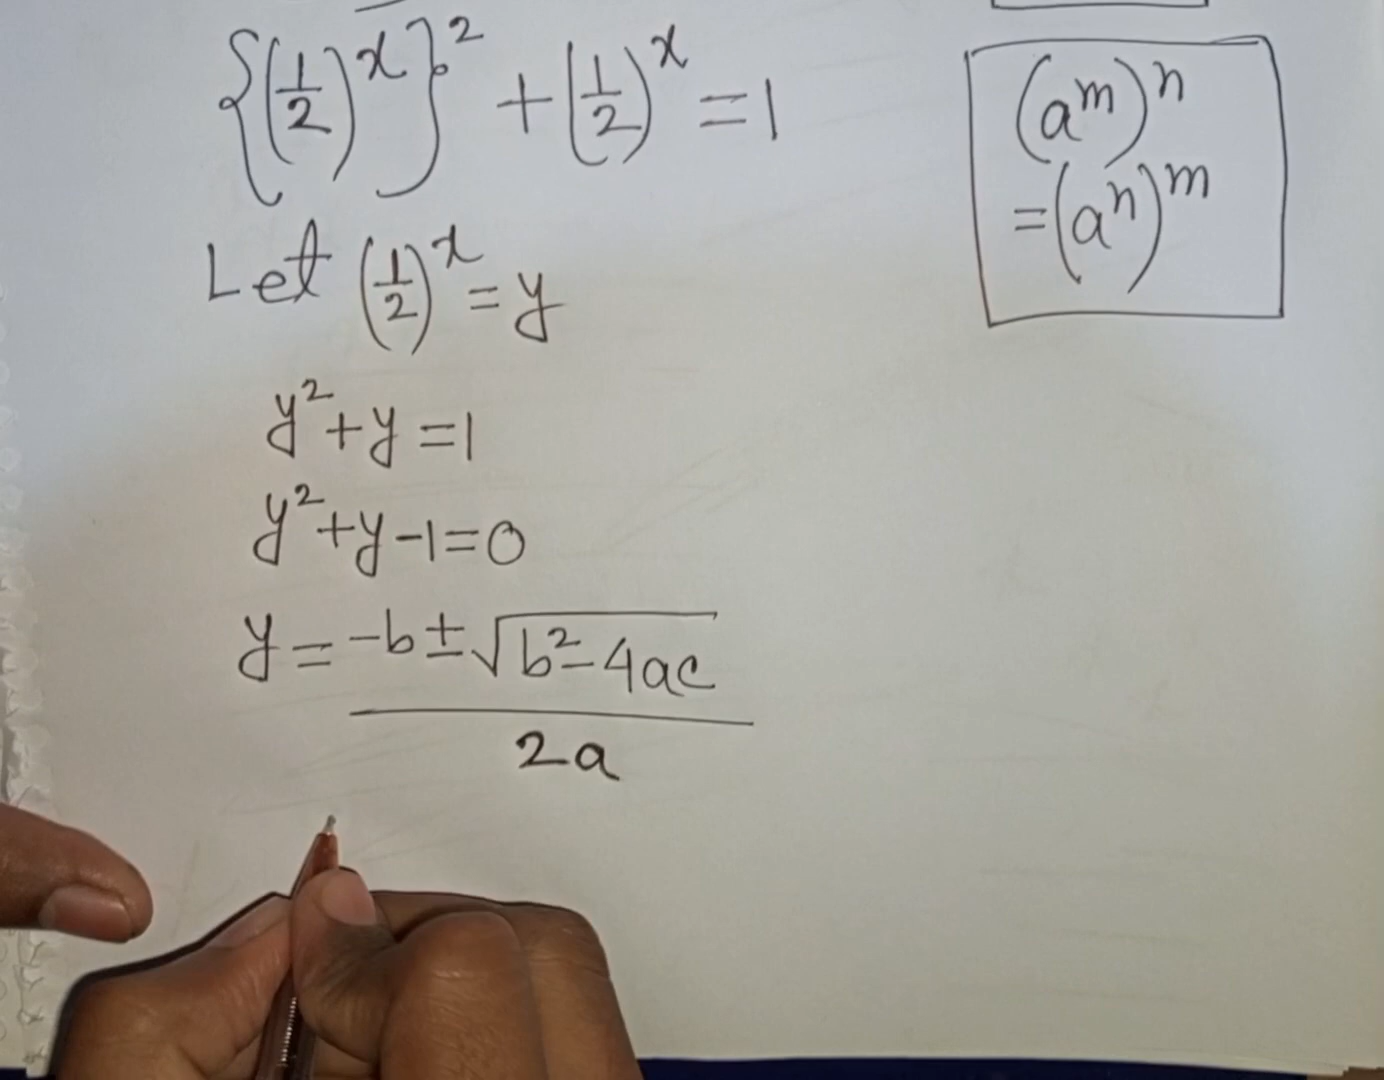 {(1/2)^x}^2 + (1/2)^x = 1
(a^m)^n
= (a^n)^m
Let (1/2)^x = y
y^2 + y = 1
y^2 + y - 1 = 0
y = -b ± √(b^2 - 4ac)
2a